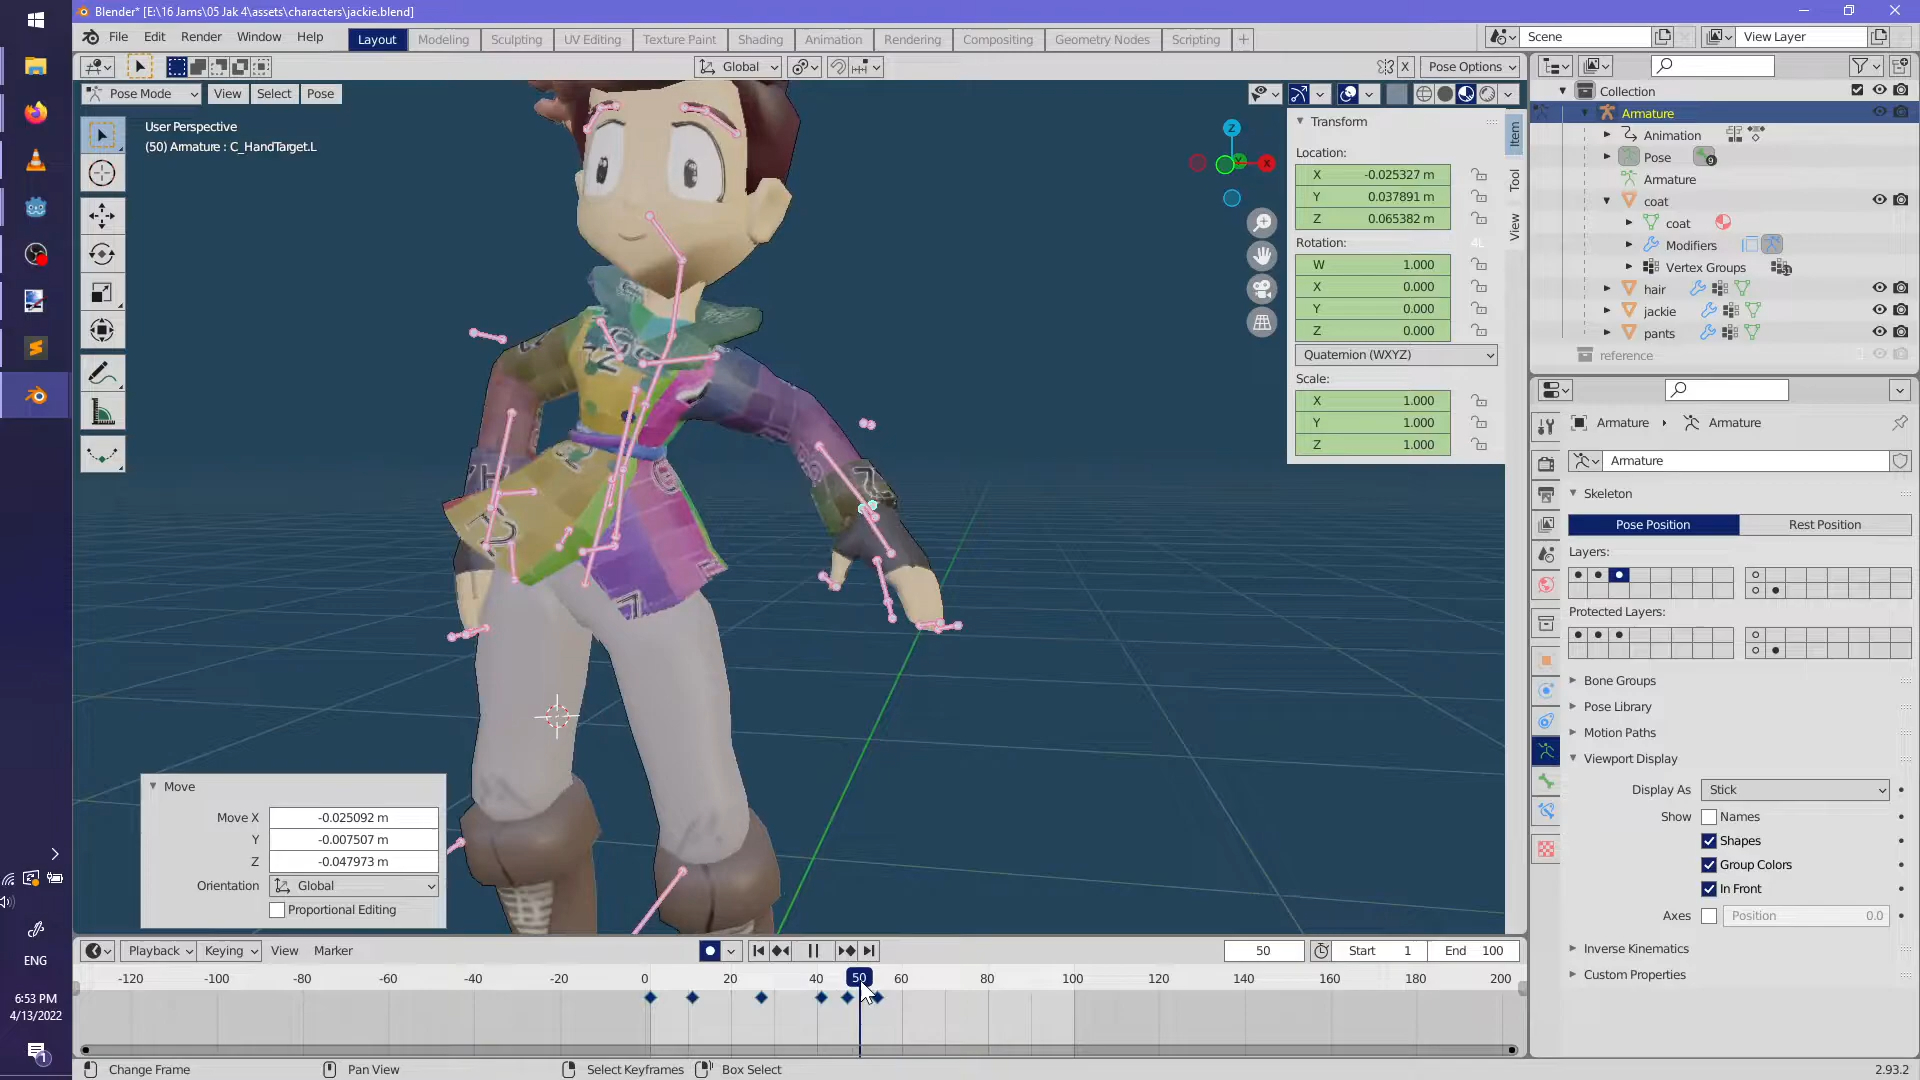 Blender* [E:\16 Jams\05 Jak 4\assets\characters\jackie.blend]
File Edit Render Window Help
Layout Modeling Sculpting UV Editing Texture Paint Shading Animation Rendering Compositing Geometry Nodes Scripting
Scene
View Layer
Global
X
Pose Options
Pose Mode View Select Pose
User Perspective
(50) Armature : C_HandTarget.L
Z
X
Transform
Location:
X -0.025327 m
Y 0.037891 m
Z 0.065382 m
Rotation: 4L
W 1.000
X 0.000
Y 0.000
Z 0.000
Quaternion (WXYZ)
Scale:
X 1.000
Y 1.000
Z 1.000
Item
Tool
View
Collection
Armature
Animation
Pose
9
Armature
coat
coat
Modifiers
Vertex Groups
hair
jackie
pants
reference
Armature
Armature
Armature
Skeleton
Pose Position
Rest Position
Layers:
Protected Layers:
Bone Groups
Pose Library
Motion Paths
Viewport Display
Display As Stick
Show Names
Shapes
Group Colors
In Front
Axes Position 0.0
Inverse Kinematics
Custom Properties
Move
Move X -0.025092 m
Y -0.007507 m
Z -0.047973 m
Orientation Global
Proportional Editing
Playback Keying View Marker
50
Start 1
End 100
-120 -100 -80 -60 -40 -20 0 20 40 50 60 80 100 120 140 160 180 200
Change Frame
Pan View
Select Keyframes
Box Select
2.93.2
ENG
6:53 PM
4/13/2022
1